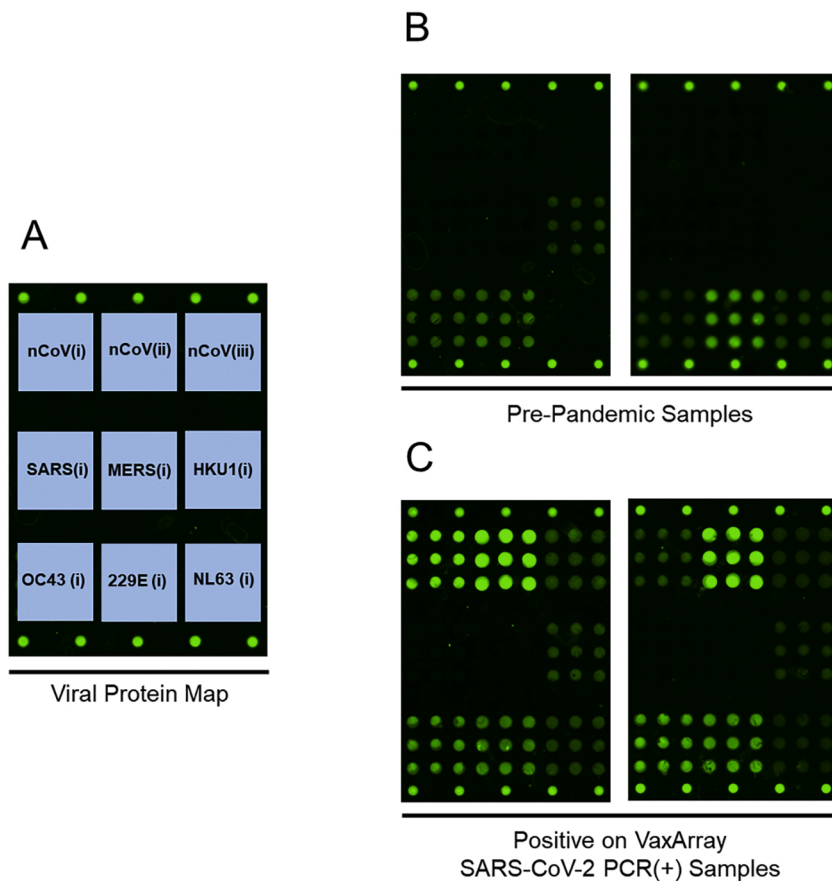 A
nCoV(i)
nCoV(ii)
nCoV(iii)
SARS(i)
MERS(i)
HKU1(i)
OC43 (i)
229E (i)
NL63 (i)
Viral Protein Map
B
Pre-Pandemic Samples
C
Positive on VaxArray
SARS-CoV-2 PCR(+) Samples